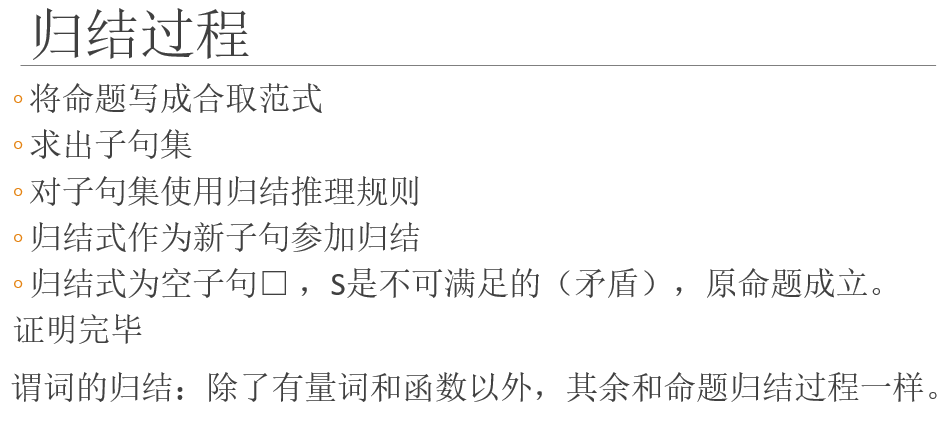 归结过程
◦将命题写成合取范式
◦求出子句集
◦对子句集使用归结推理规则
◦归结式作为新子句参加归结
◦归结式为空子句□ ，S是不可满足的（矛盾），原命题成立。
证明完毕
谓词的归结：除了有量词和函数以外，其余和命题归结过程一样。